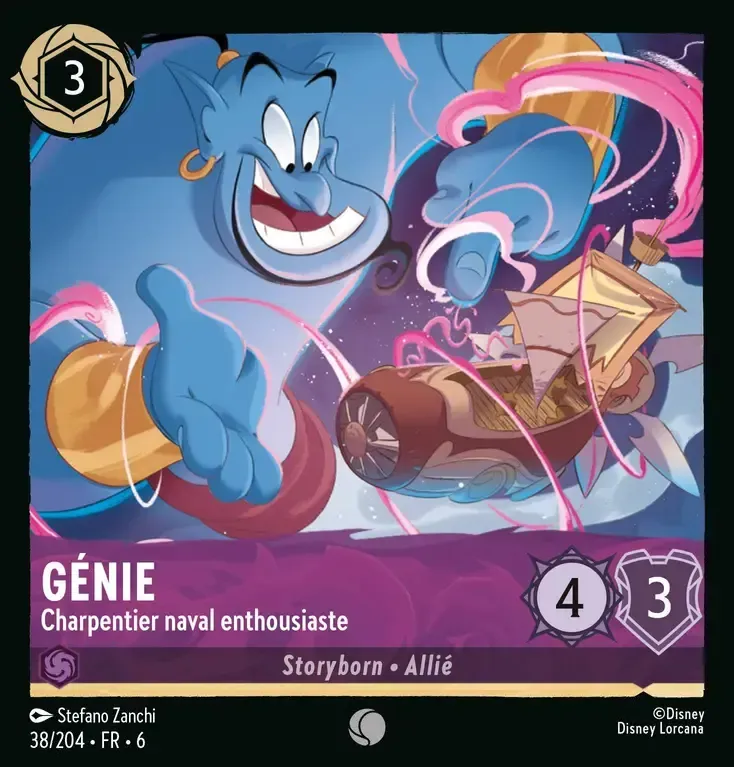 3
GÉNIE
Charpentier naval enthousiaste
4
3
Storyborn • Allié
Stefano Zanchi
©Disney
38/204 • FR • 6
Disney Lorcana